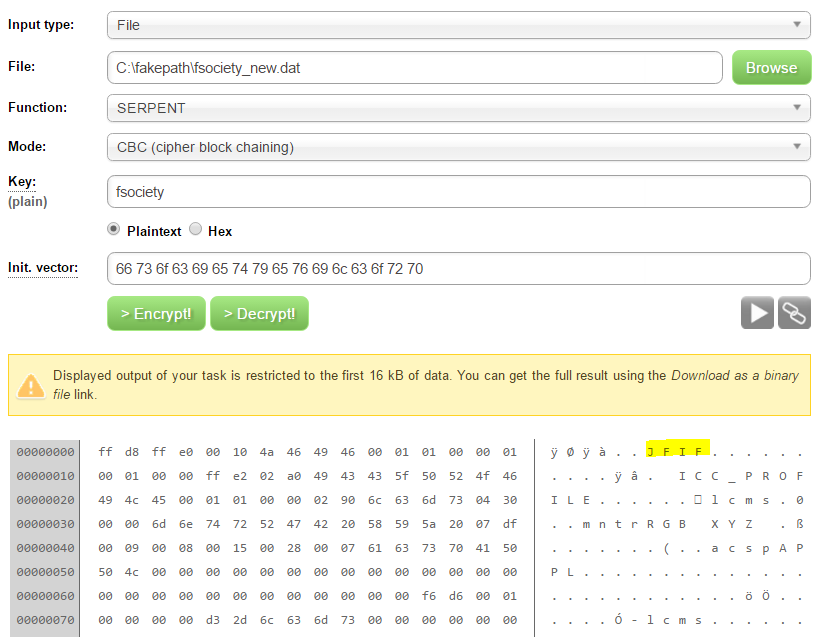 Input type: File
File: C:\fakepath\fsociety_new.dat Browse
Function: SERPENT
Mode: CBC (cipher block chaining)
Key: fsociety
(plain)
Plaintext Hex
Init. vector: 66 73 6f 63 69 65 74 79 65 76 69 6c 63 6f 72 70
> Encrypt! > Decrypt!
Displayed output of your task is restricted to the first 16 kB of data. You can get the full result using the Download as a binary
file link.
00000000 ff d8 ff e0 00 10 4a 46 49 46 00 01 01 00 00 01 ÿ Ø ÿ à . . J F I F . . . . . .
00000010 00 01 00 00 ff e2 02 a0 49 43 43 5f 50 52 4f 46 . . . . ÿ â . I C C _ P R O F
00000020 49 4c 45 00 01 01 00 00 02 90 6c 63 6d 73 04 30 I L E . . . . . . □ l c m s . 0
00000030 00 00 6d 6e 74 72 52 47 42 20 58 59 5a 20 07 df . . m n t r R G B X Y Z . ß
00000040 00 09 00 08 00 15 00 28 00 07 61 63 73 70 41 50 . . . . . . . ( . . a c s p A P
00000050 50 4c 00 00 00 00 00 00 00 00 00 00 00 00 00 00 P L . . . . . . . . . . . . . .
00000060 00 00 00 00 00 00 00 00 00 00 00 00 f6 d6 00 01 . . . . . . . . . . . . ö Ö . .
00000070 00 00 00 00 d3 2d 6c 63 6d 73 00 00 00 00 00 00 . . . . Ó - l c m s . . . . . .